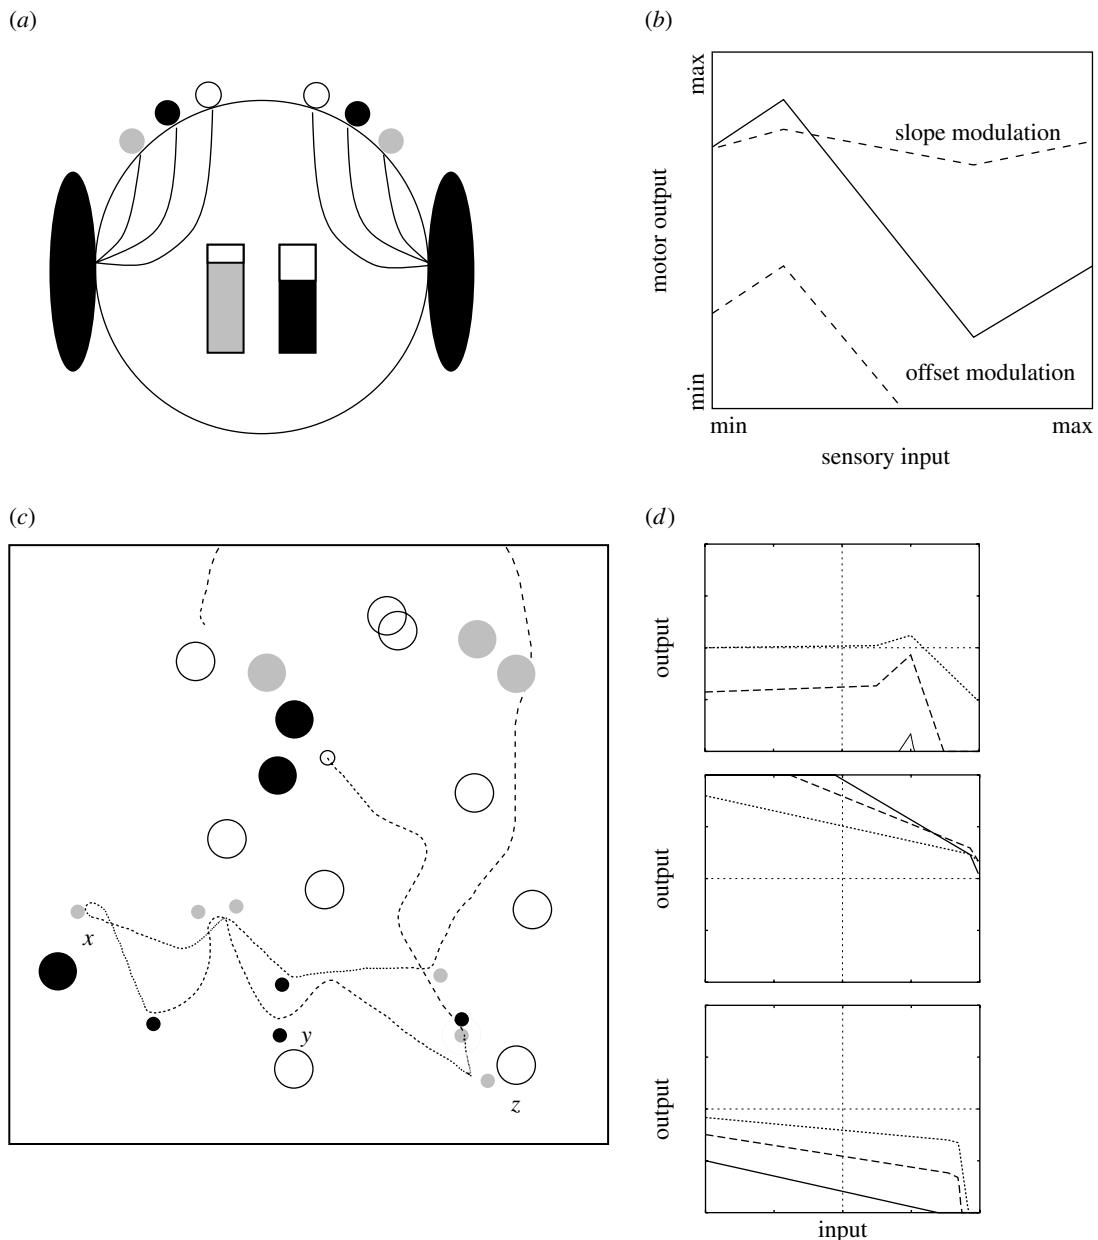 (a)
(b)
max
slope modulation
motor output
offset modulation
min
min
max
sensory input
(c)
(d)
output
output
x
y
z
output
input